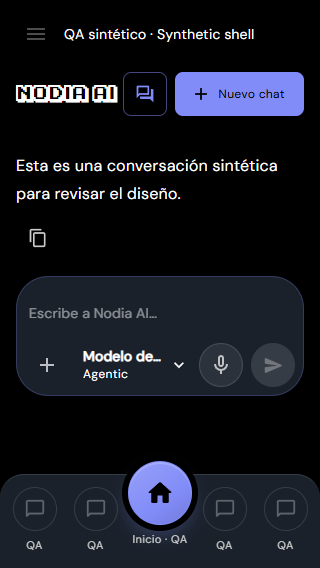 QA sintético · Synthetic shell
NODIA AI
Nuevo chat
Esta es una conversación sintética
para revisar el diseño.
Escribe a Nodia AI...
Modelo de...
Agentic
QA
QA
Inicio · QA
QA
QA